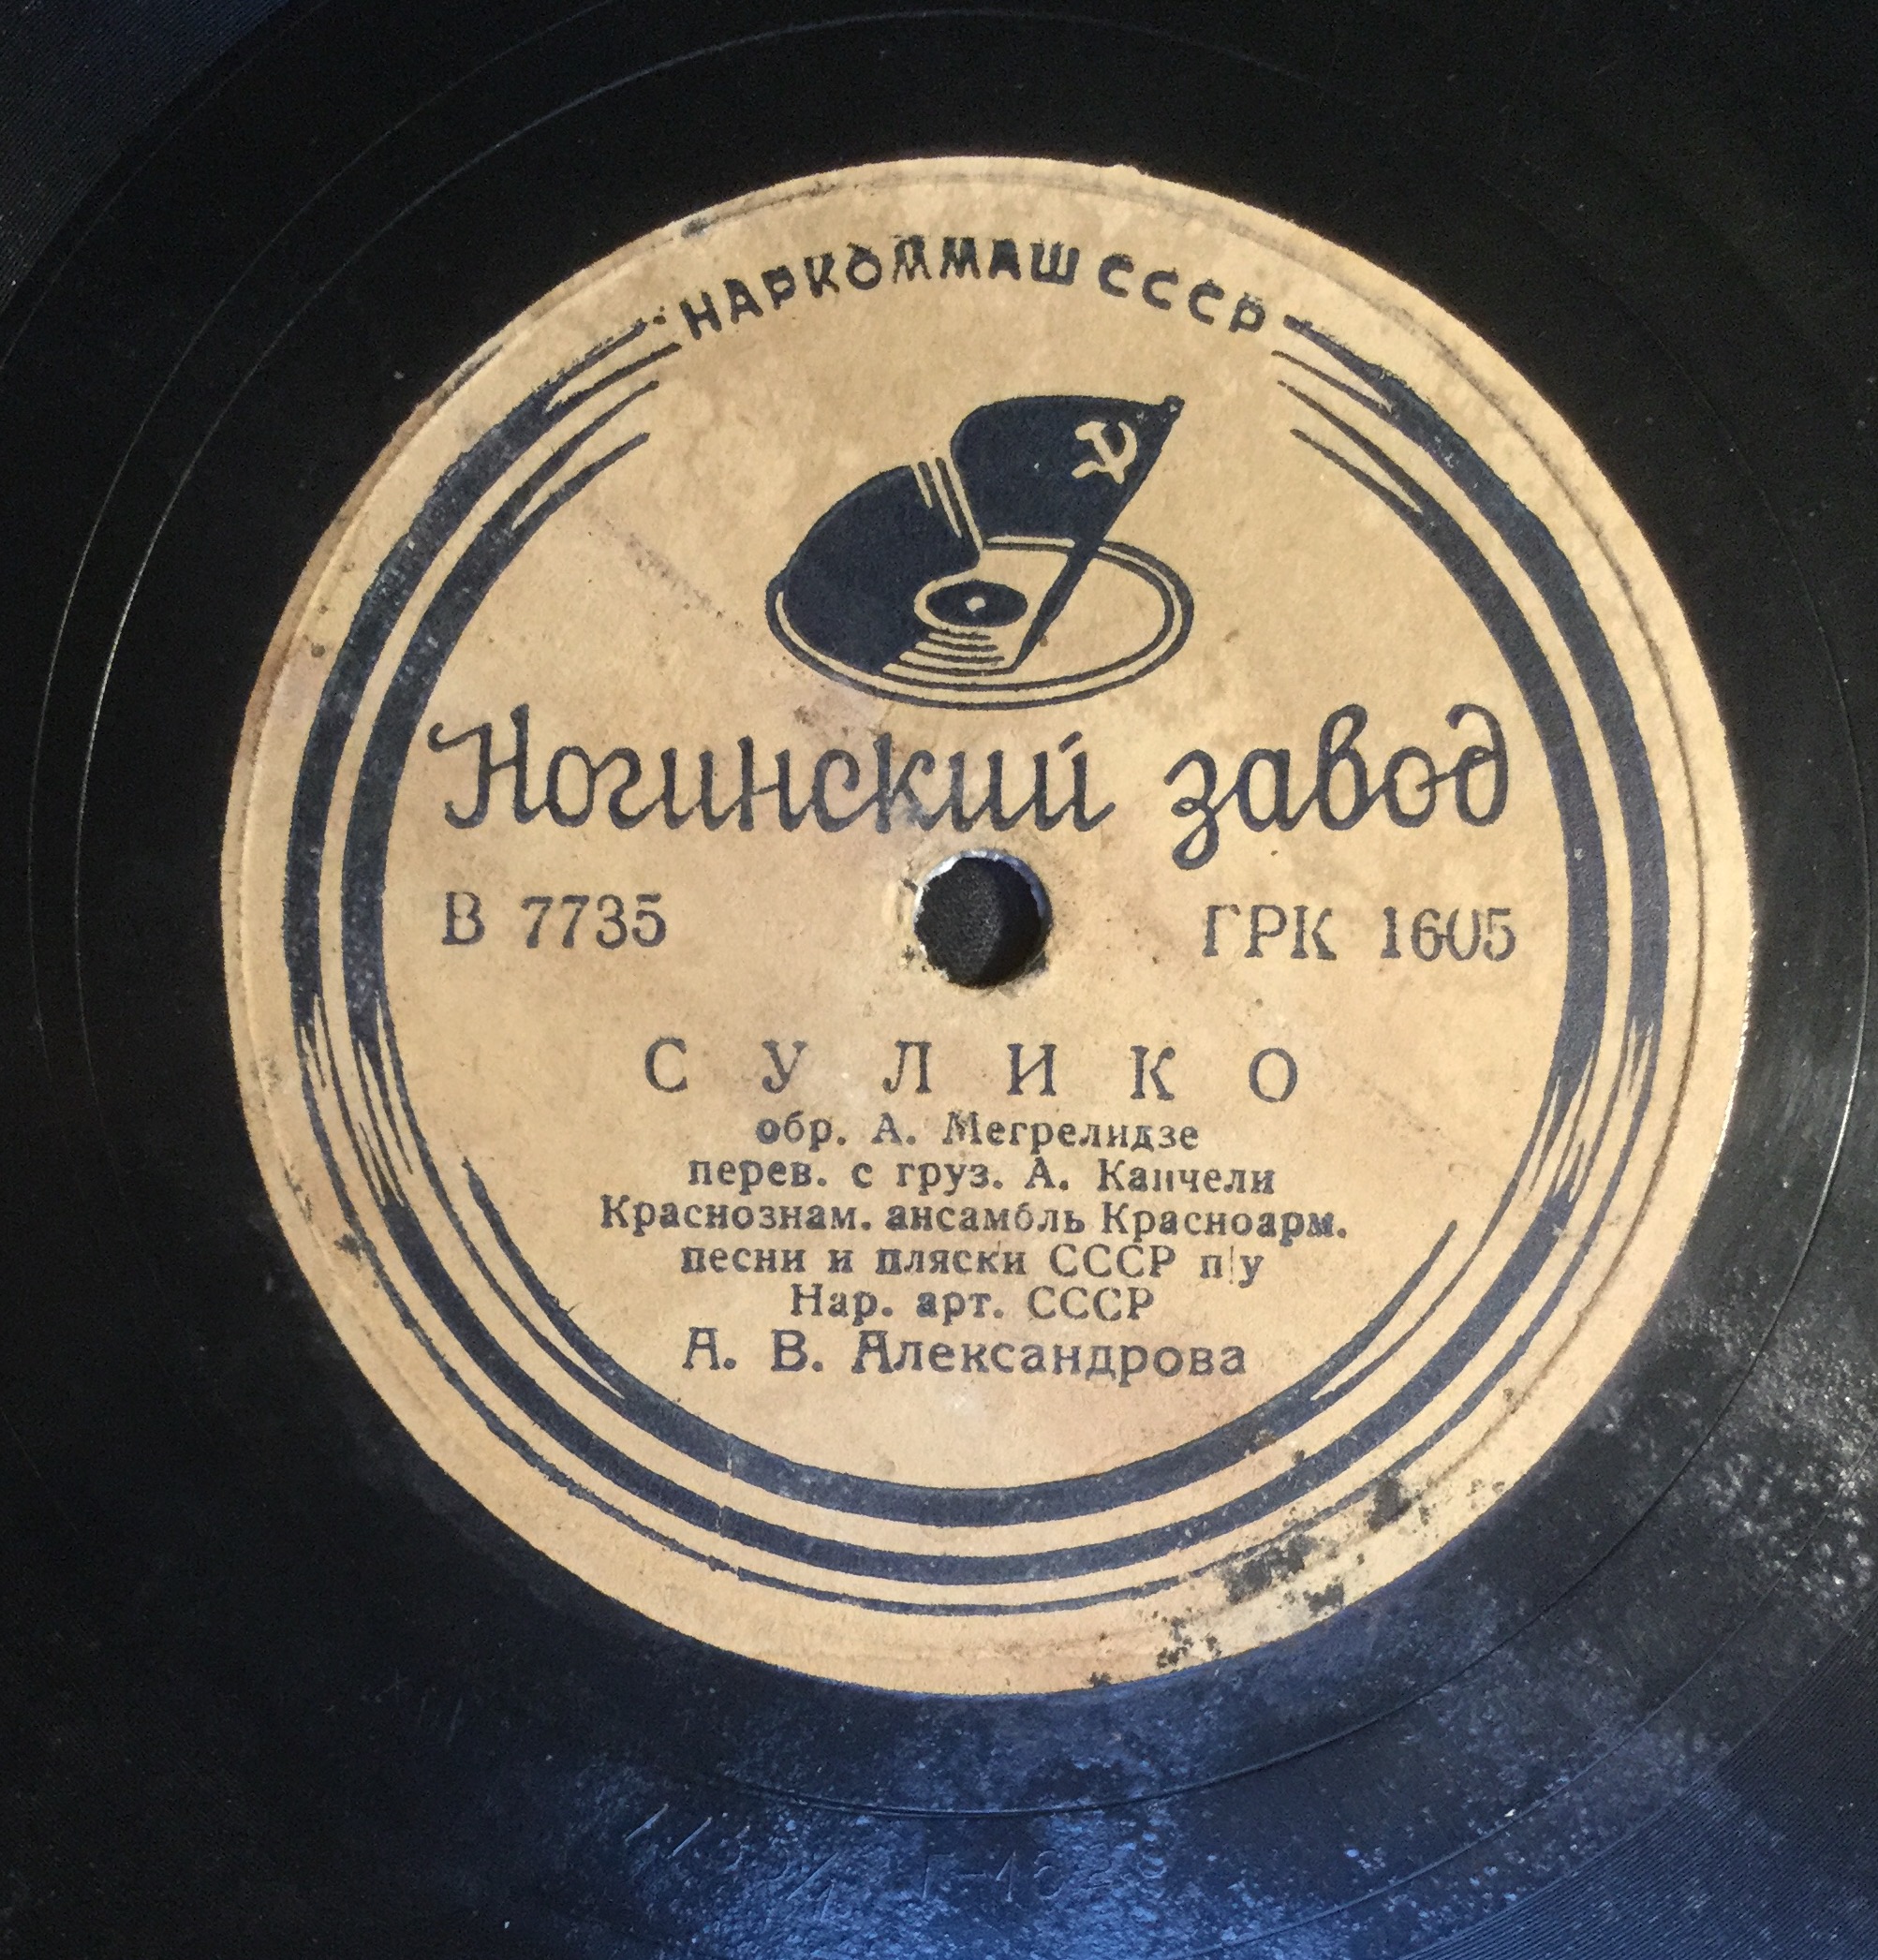 НАРКОММАШ СССР
Ногинский завод
В 7735 ГРК 1605
СУЛИКО
обр. А. Мегрелидзе
перев. с груз. А. Канчели
Краснознам. ансамбль Красноарм.
песни и пляски СССР п/у
Нар. арт. СССР
А. В. Александрова